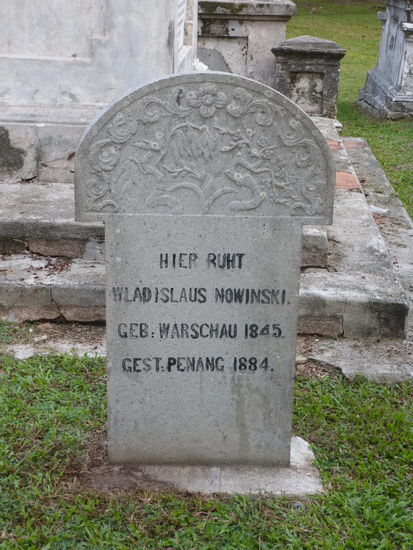 HIER RUHT
WLADISLAUS NOWINSKI.
GEB: WARSCHAU 1845.
GEST. PENANG 1884.